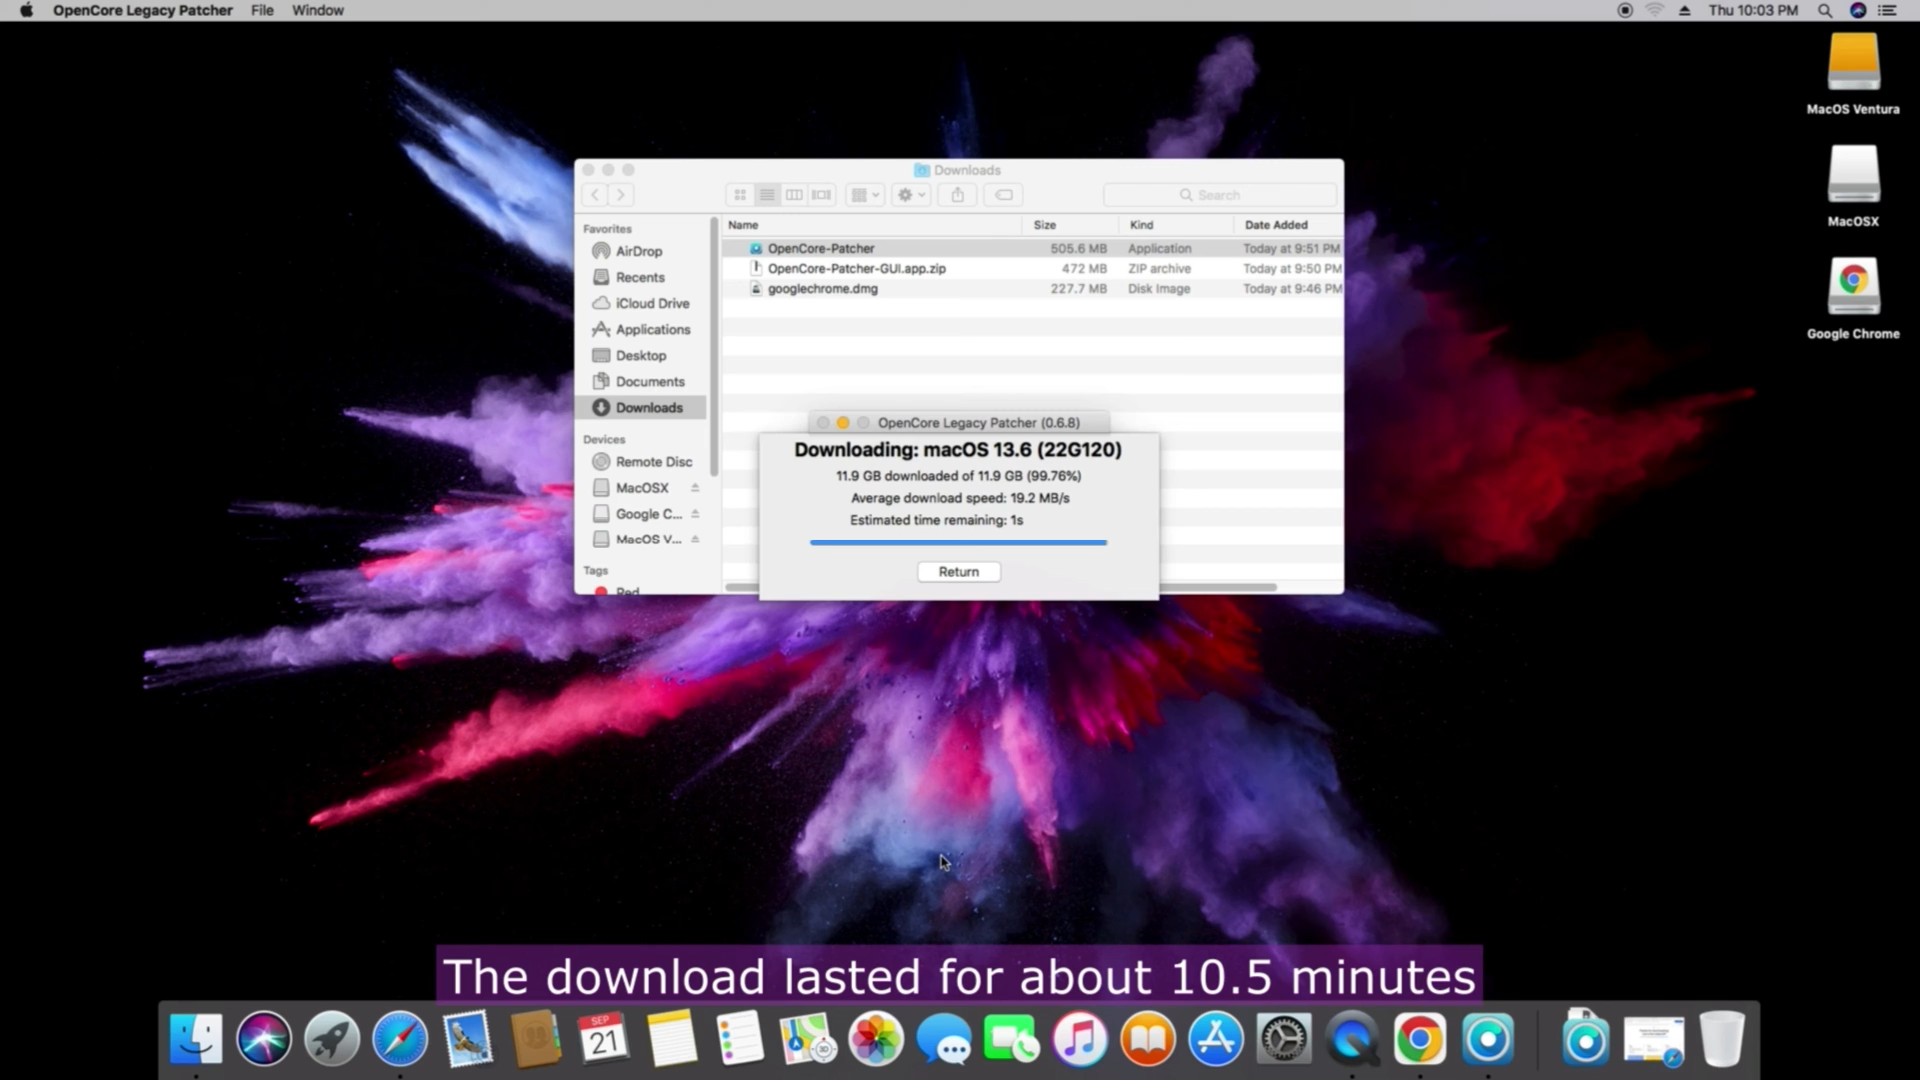 OpenCore Legacy Patcher File Window
Thu 10:03 PM
MacOS Ventura
MacOSX
Google Chrome
Downloads
Search
Favorites
AirDrop
Recents
iCloud Drive
Applications
Desktop
Documents
Downloads
Devices
Remote Disc
MacOSX
Google C...
MacOS V...
Tags
Red
Name Size Kind Date Added
OpenCore-Patcher 505.6 MB Application Today at 9:51 PM
OpenCore-Patcher-GUI.app.zip 472 MB ZIP archive Today at 9:50 PM
googlechrome.dmg 227.7 MB Disk Image Today at 9:46 PM
OpenCore Legacy Patcher (0.6.8)
Downloading: macOS 13.6 (22G120)
11.9 GB downloaded of 11.9 GB (99.76%)
Average download speed: 19.2 MB/s
Estimated time remaining: 1s
Return
The download lasted for about 10.5 minutes
SEP
21